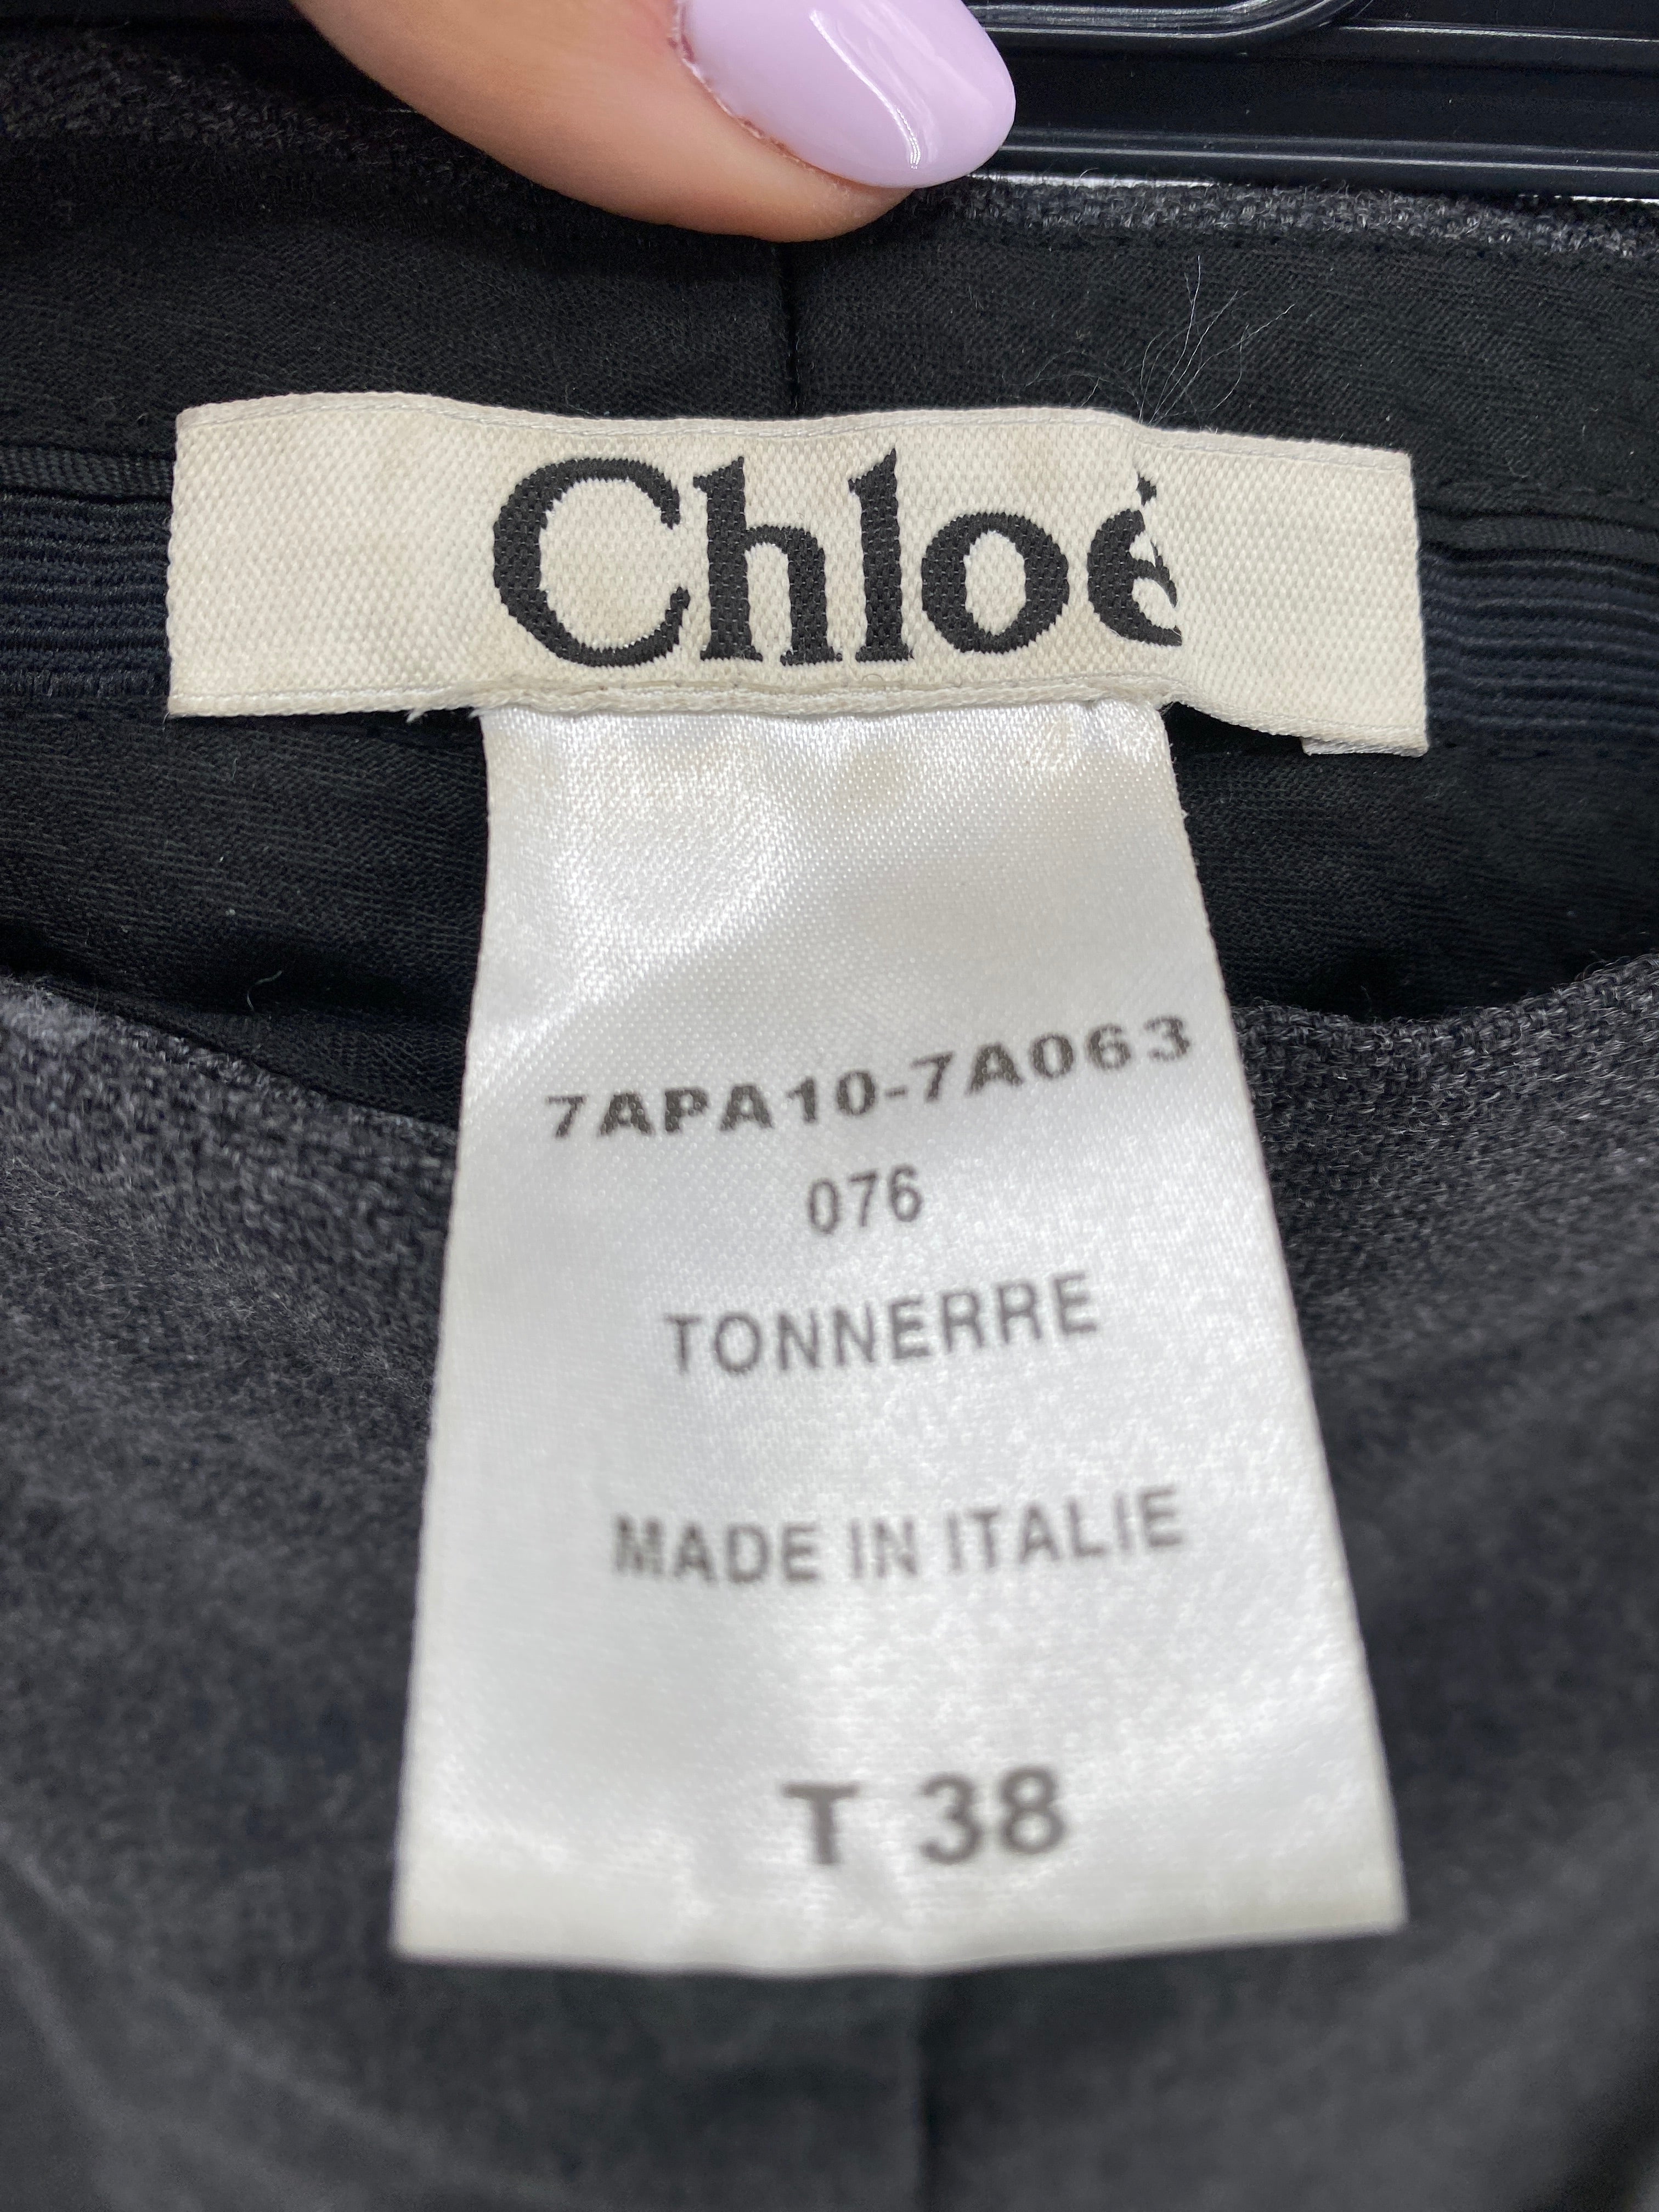 Chloé
7APA10-7A063
076
TONNERRE
MADE IN ITALIE
T 38